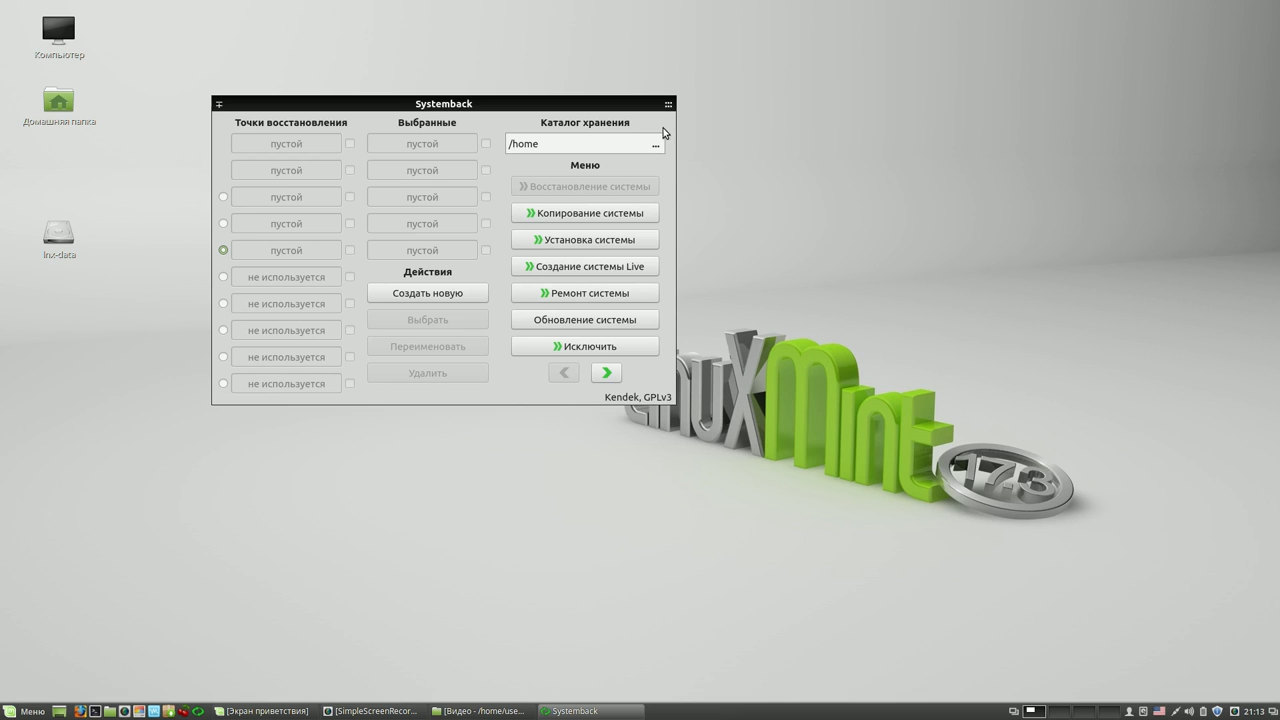 Компьютер
Домашняя папка
lnx-data
Systemback
Точки восстановления
пустой
пустой
пустой
пустой
пустой
не используется
не используется
не используется
не используется
не используется
Выбранные
пустой
пустой
пустой
пустой
пустой
Действия
Создать новую
Выбрать
Переименовать
Удалить
Каталог хранения
/home
...
Меню
Восстановление системы
Копирование системы
Установка системы
Создание системы Live
Ремонт системы
Обновление системы
Исключить
Kendek, GPLv3
Mint
17.3
Меню
[Экран приветствия]
[SimpleScreenRecor...
[Видео - /home/use...
Systemback
21:13